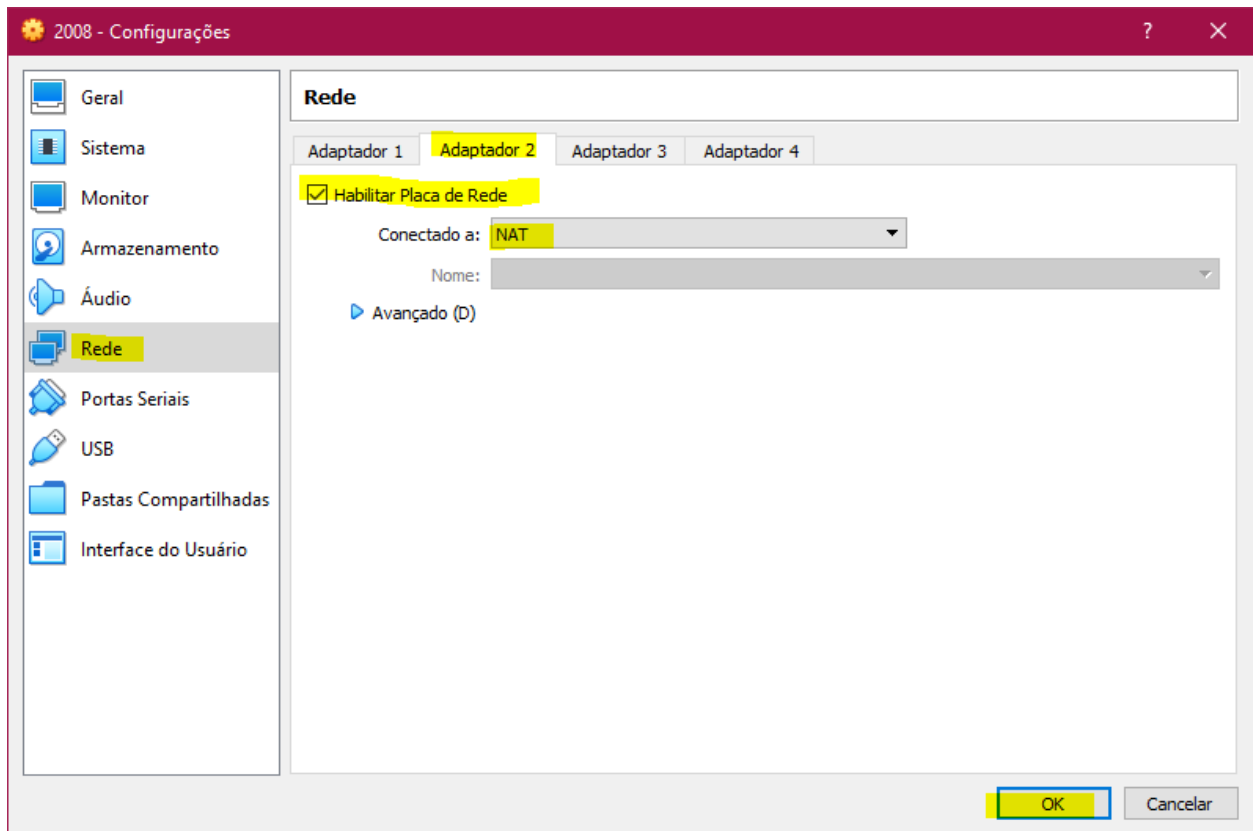 2008 - Configurações
?
Geral
Sistema
Monitor
Armazenamento
Áudio
Rede
Portas Seriais
USB
Pastas Compartilhadas
Interface do Usuário
Rede
Adaptador 1 Adaptador 2 Adaptador 3 Adaptador 4
Habilitar Placa de Rede
Conectado a: NAT
Nome:
Avançado (D)
OK Cancelar